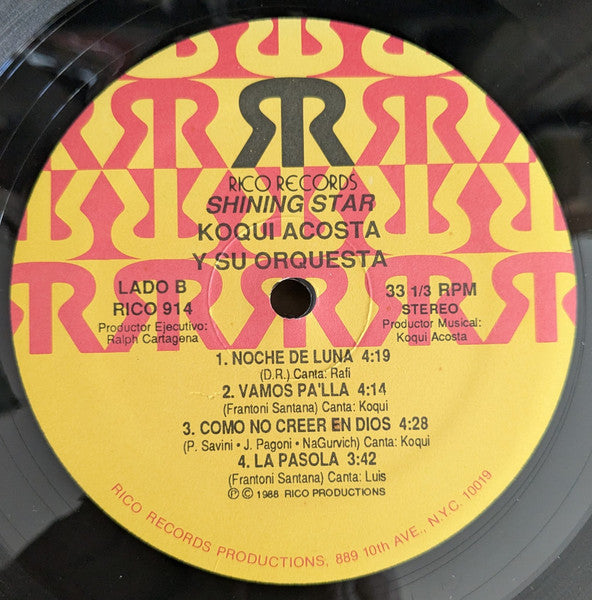 RICO RECORDS
SHINING STAR
KOQUI ACOSTA
Y SU ORQUESTA
LADO B
RICO 914
Productor Ejecutivo:
Ralph Cartagena
33 1/3 RPM
STEREO
Productor Musical:
Koqui Acosta
1. NOCHE DE LUNA 4:19
(D.R.) Canta: Rafi
2. VAMOS PA'LLA 4:14
(Frantoni Santana) Canta: Koqui
3. COMO NO CREER EN DIOS 4:28
(P. Savini • J. Pagoni • NaGurvich) Canta: Koqui
4. LA PASOLA 3:42
(Frantoni Santana) Canta: Luis
Ⓟ © 1988 RICO PRODUCTIONS
RICO RECORDS PRODUCTIONS, 889 10th AVE., N.Y.C. 10019